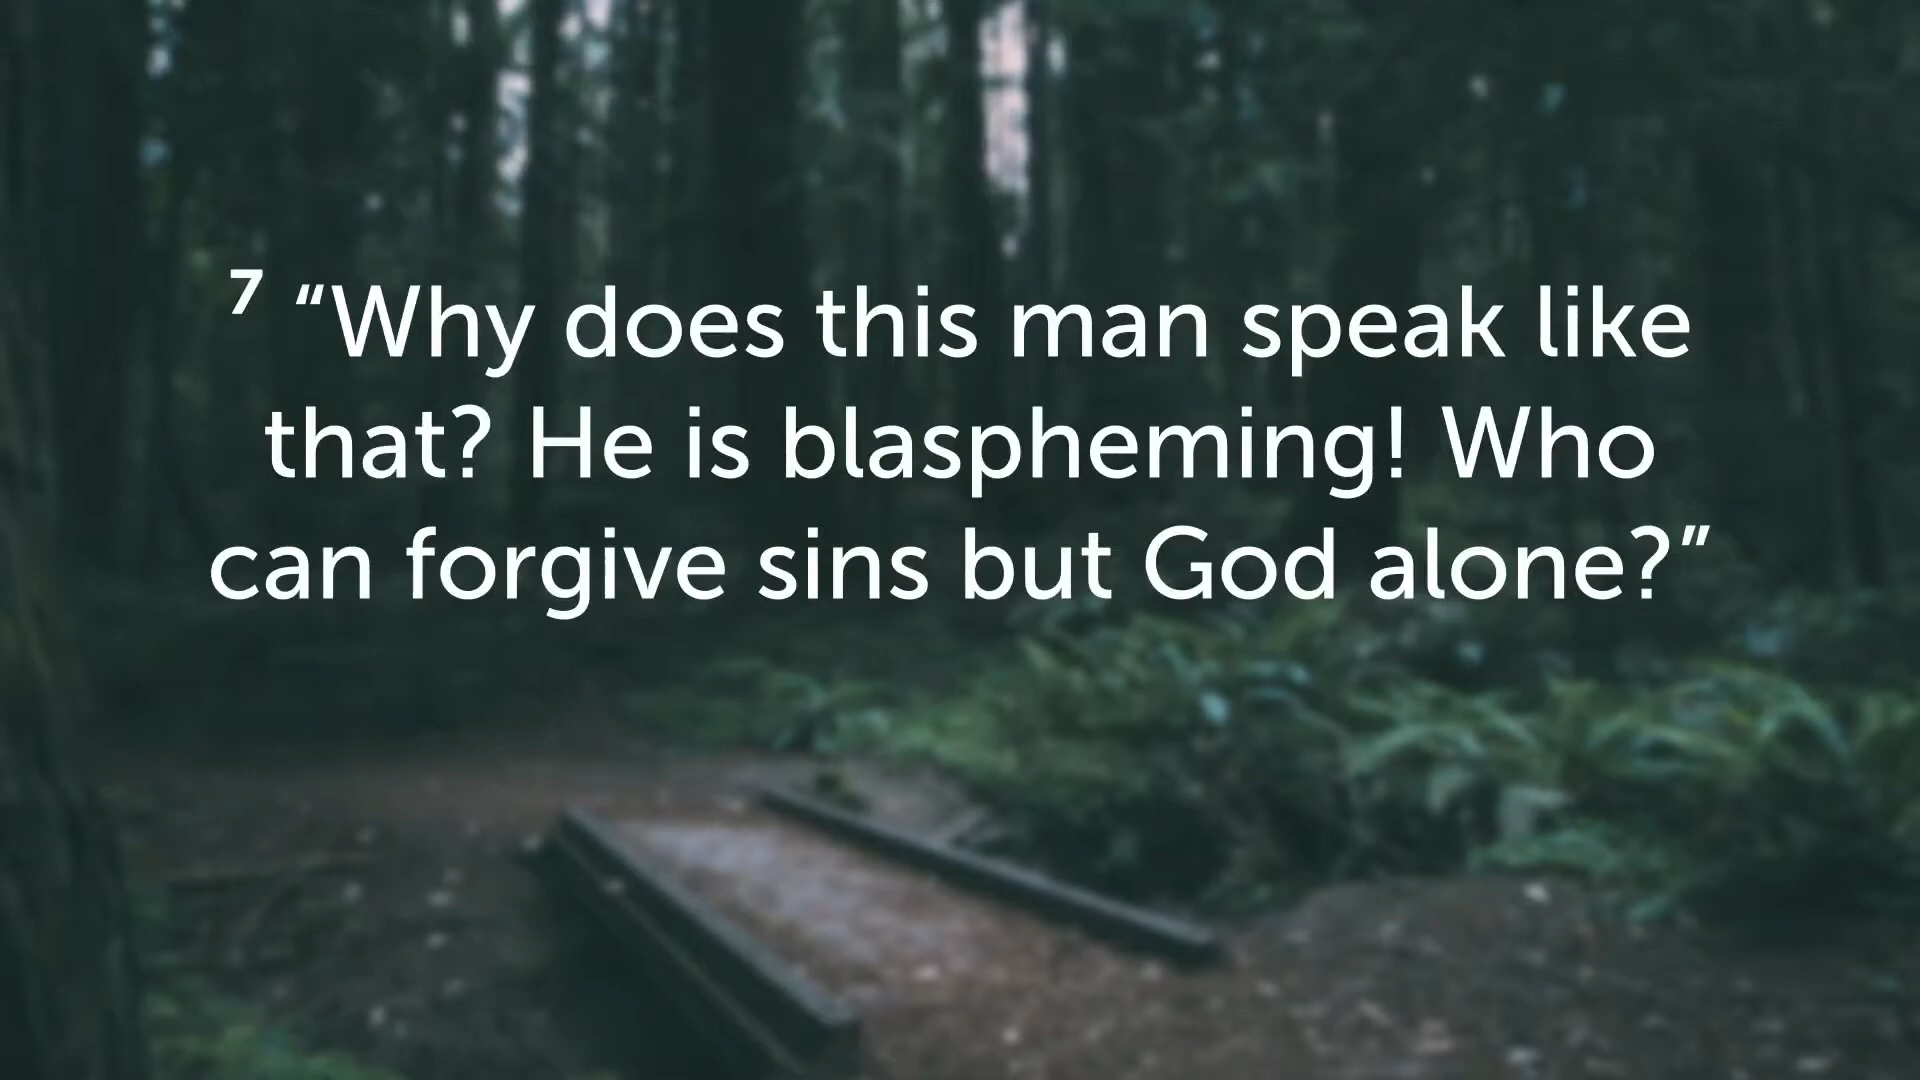 7 “Why does this man speak like
that? He is blaspheming! Who
can forgive sins but God alone?”